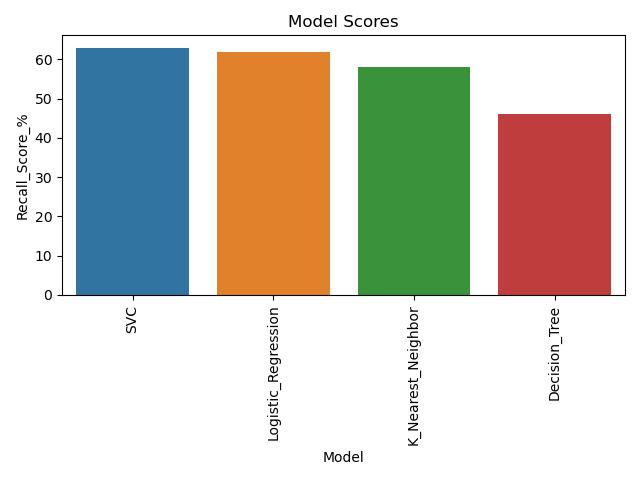 Model Scores
Recall_Score_%
60
50
40
30
20
10
0
SVC
Logistic_Regression
K_Nearest_Neighbor
Decision_Tree
Model